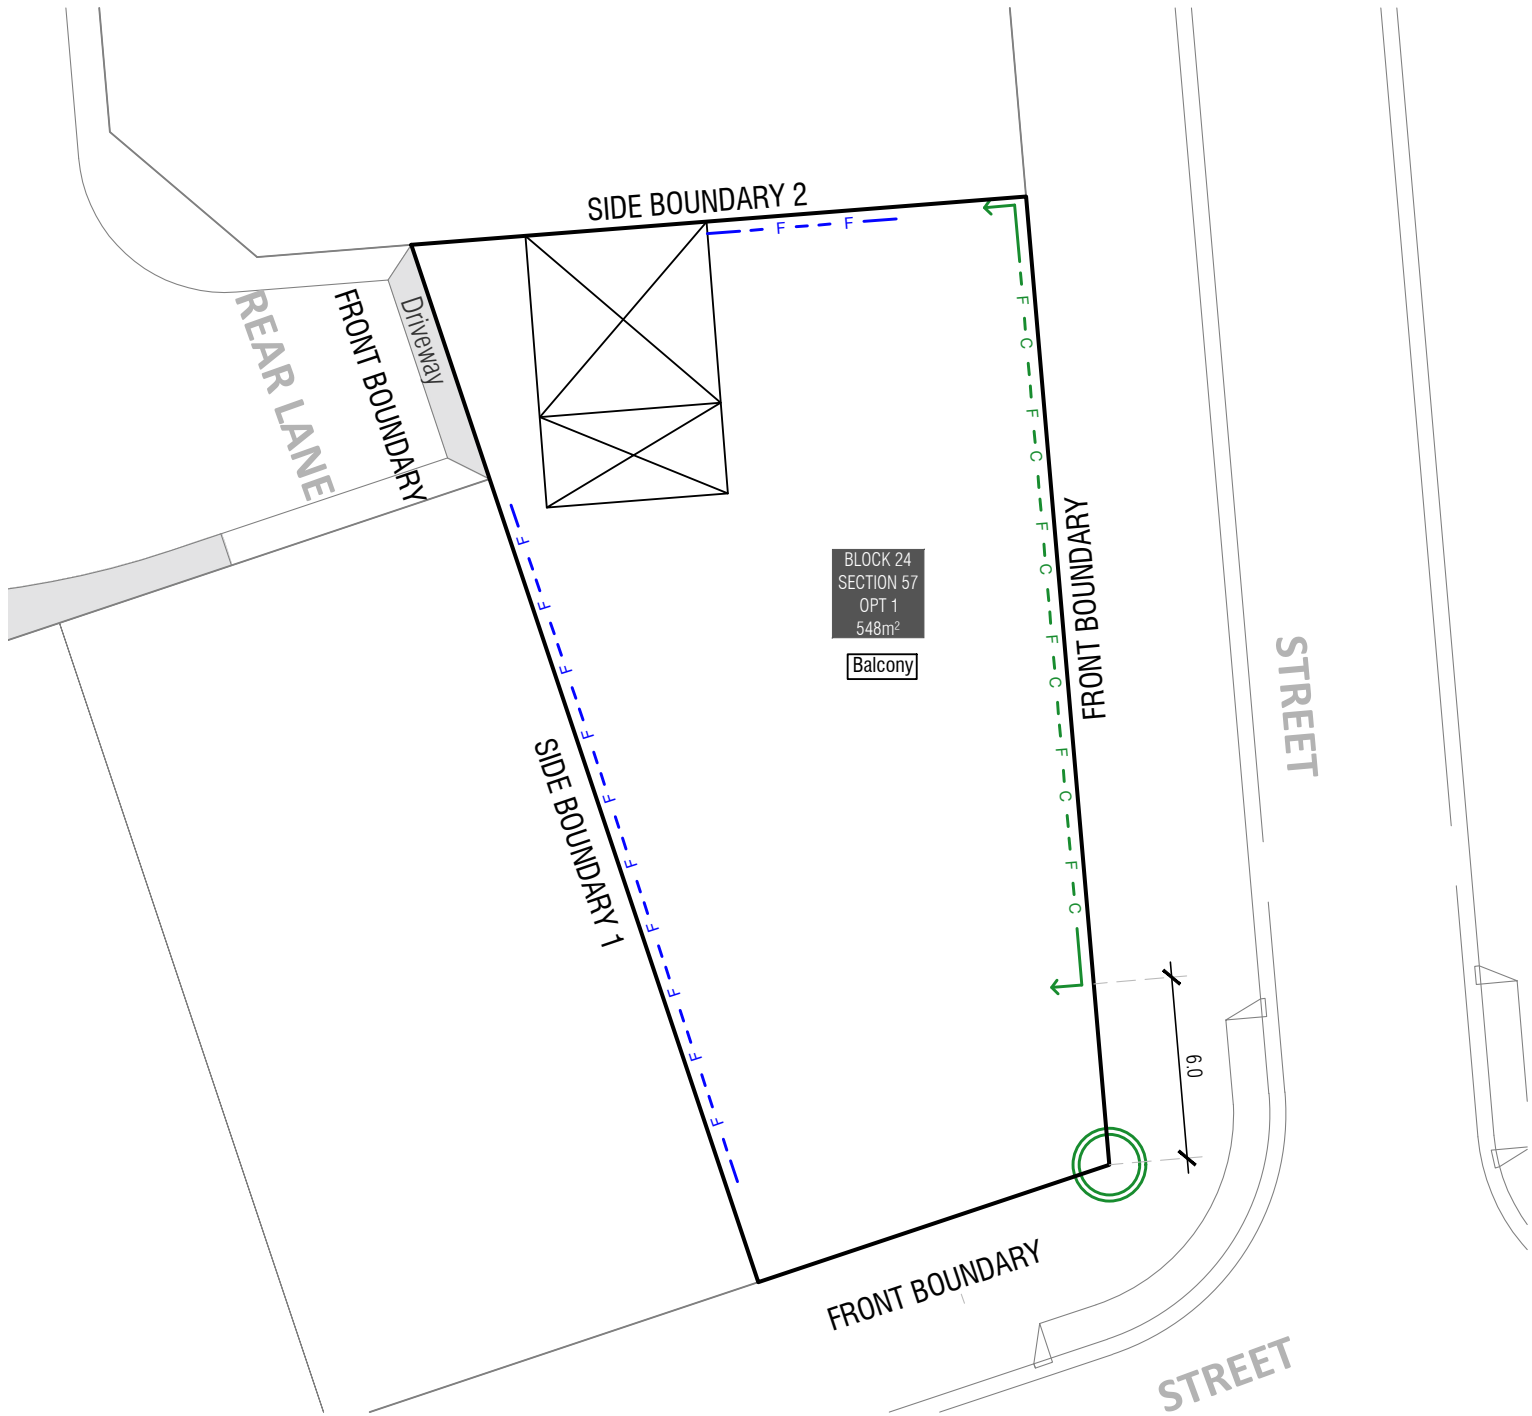 SIDE BOUNDARY 2
F F
REAR LANE
FRONT BOUNDARY
Driveway
F C F C F C F C F C F C
F F F F F F F F F F
BLOCK 24
SECTION 57
OPT 1
548m²
Balcony
FRONT BOUNDARY
STREET
SIDE BOUNDARY 1
6.0
FRONT BOUNDARY
STREET